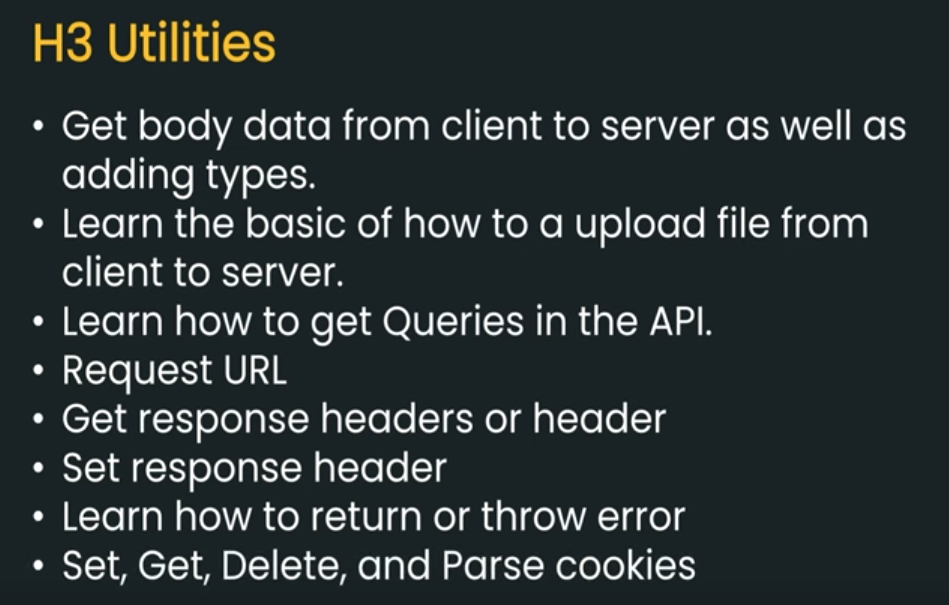 H3 Utilities
• Get body data from client to server as well as
adding types.
• Learn the basic of how to a upload file from
client to server.
• Learn how to get Queries in the API.
• Request URL
• Get response headers or header
• Set response header
• Learn how to return or throw error
• Set, Get, Delete, and Parse cookies